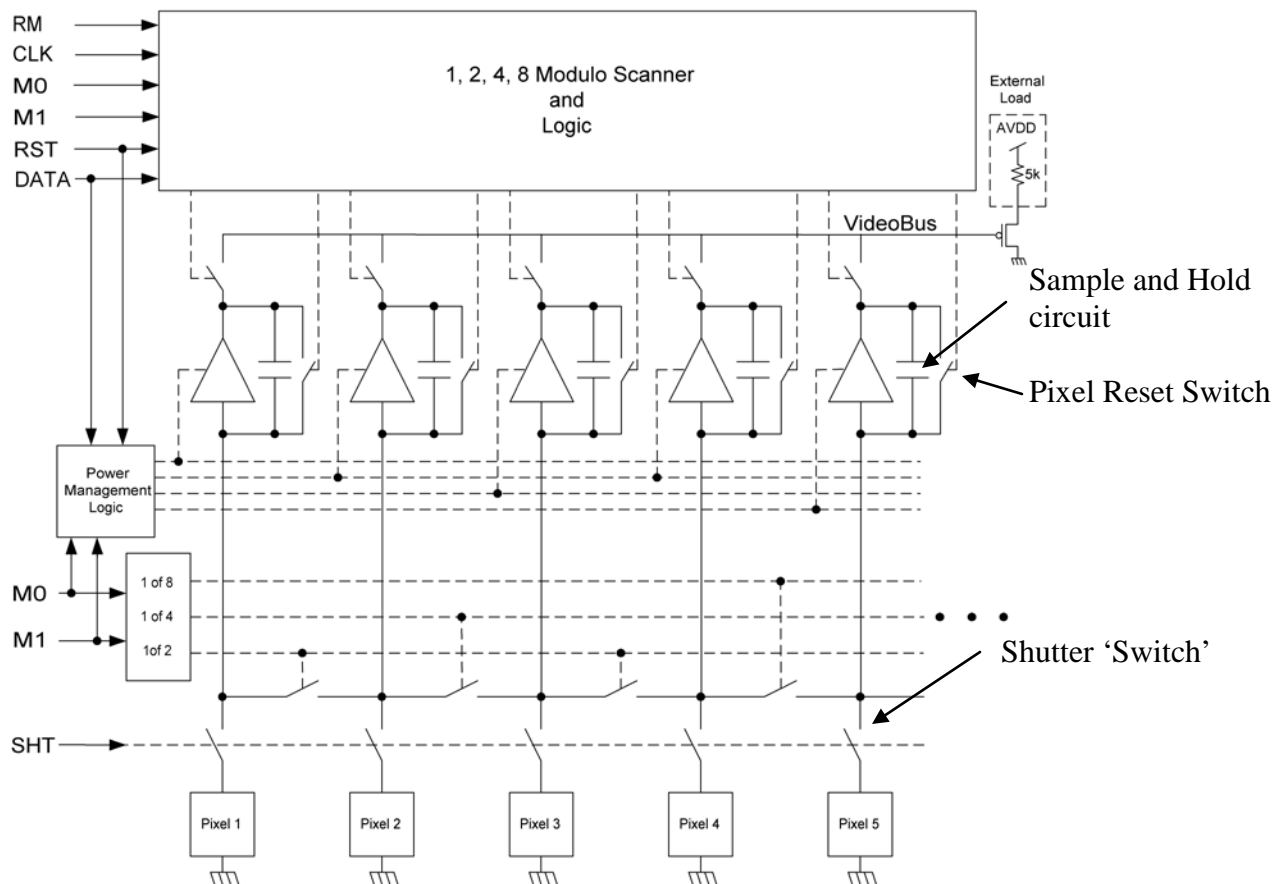 RM
CLK
M0
M1
RST
DATA
1, 2, 4, 8 Modulo Scanner
and
Logic
External
Load
AVDD
5k
VideoBus
Sample and Hold
circuit
Pixel Reset Switch
Power
Management
Logic
M0
M1
1 of 8
1 of 4
1of 2
Shutter ‘Switch’
SHT
Pixel 1
Pixel 2
Pixel 3
Pixel 4
Pixel 5